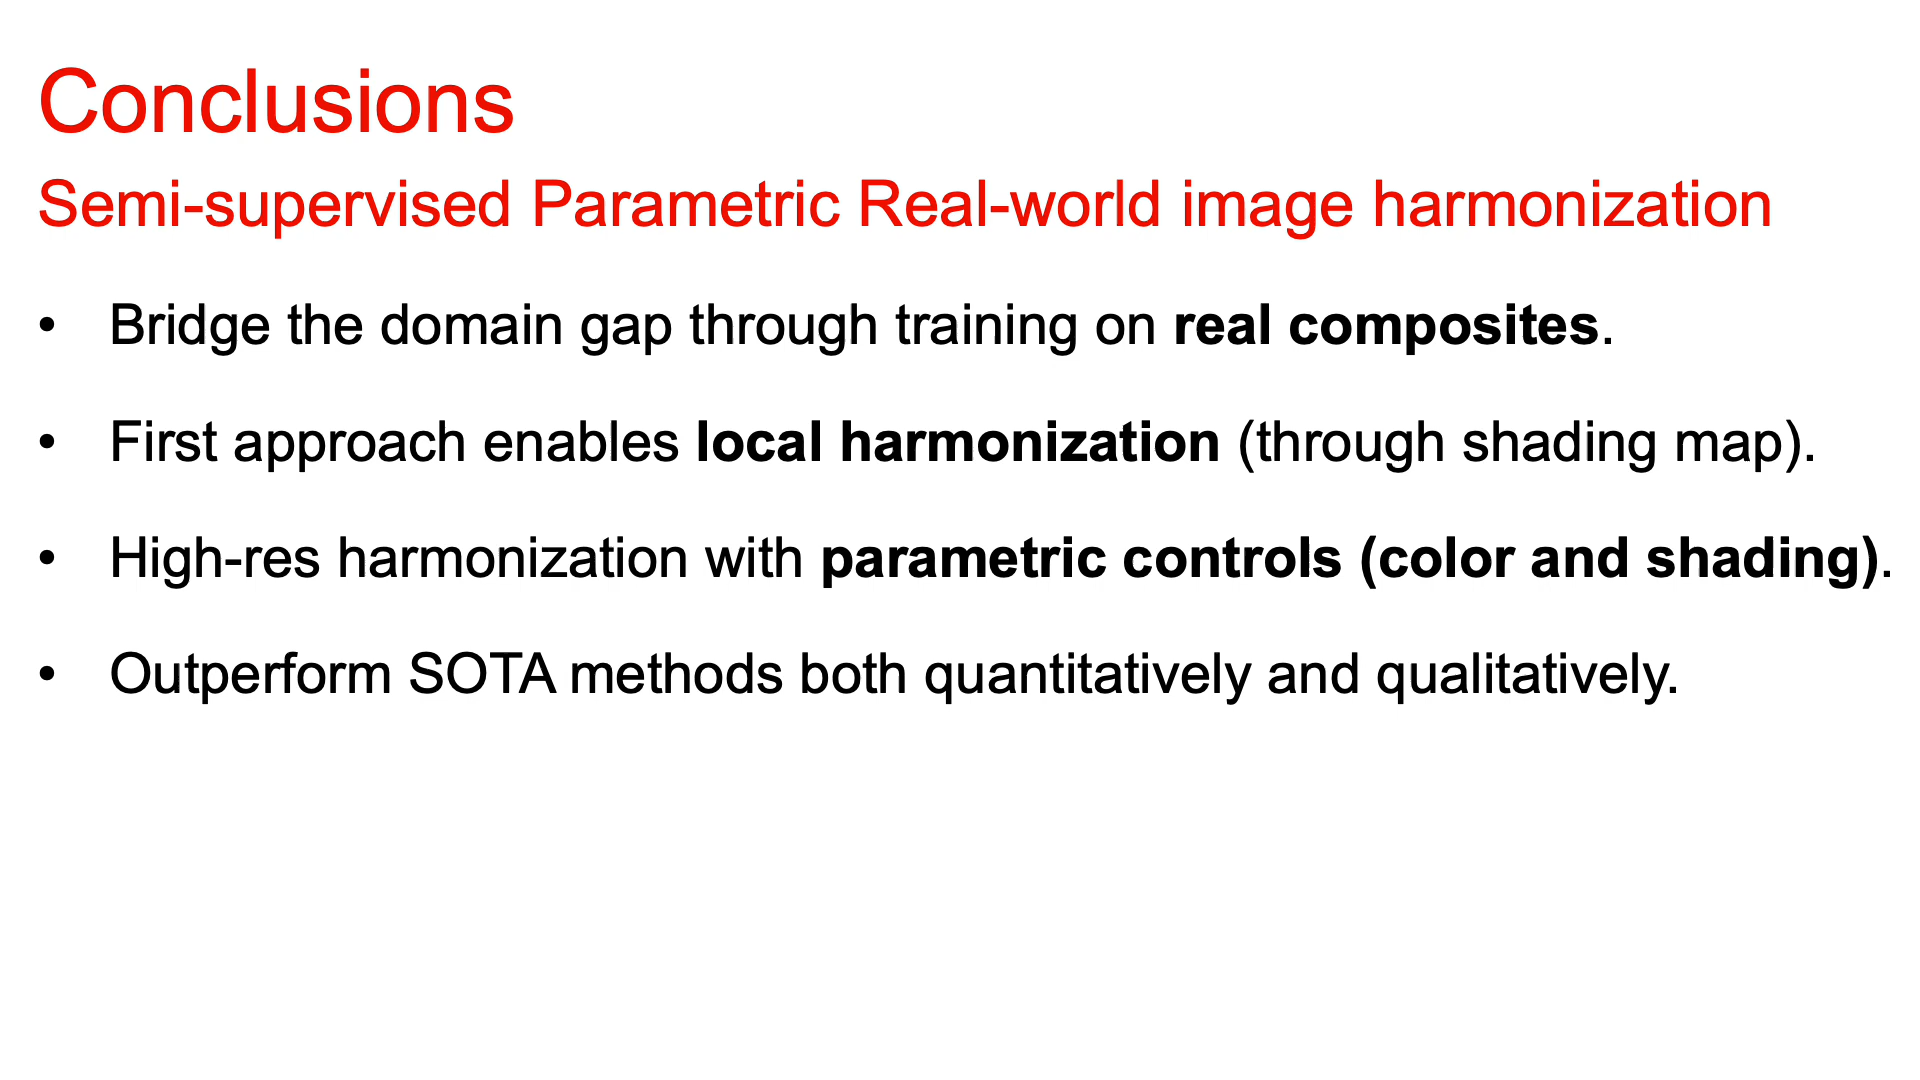 Conclusions
Semi-supervised Parametric Real-world image harmonization
• Bridge the domain gap through training on real composites.
• First approach enables local harmonization (through shading map).
• High-res harmonization with parametric controls (color and shading).
• Outperform SOTA methods both quantitatively and qualitatively.